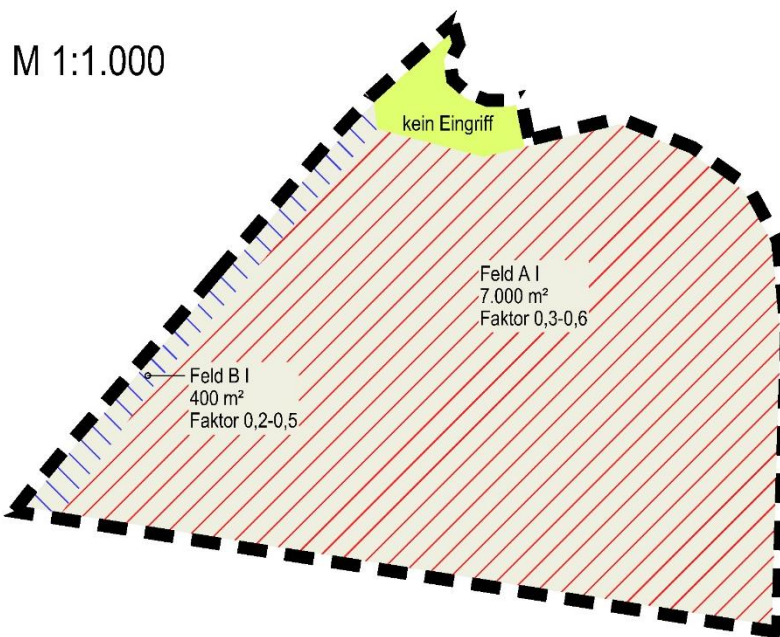 M 1:1.000
kein Eingriff
Feld A I
7.000 m²
Faktor 0,3-0,6
Feld B I
400 m²
Faktor 0,2-0,5